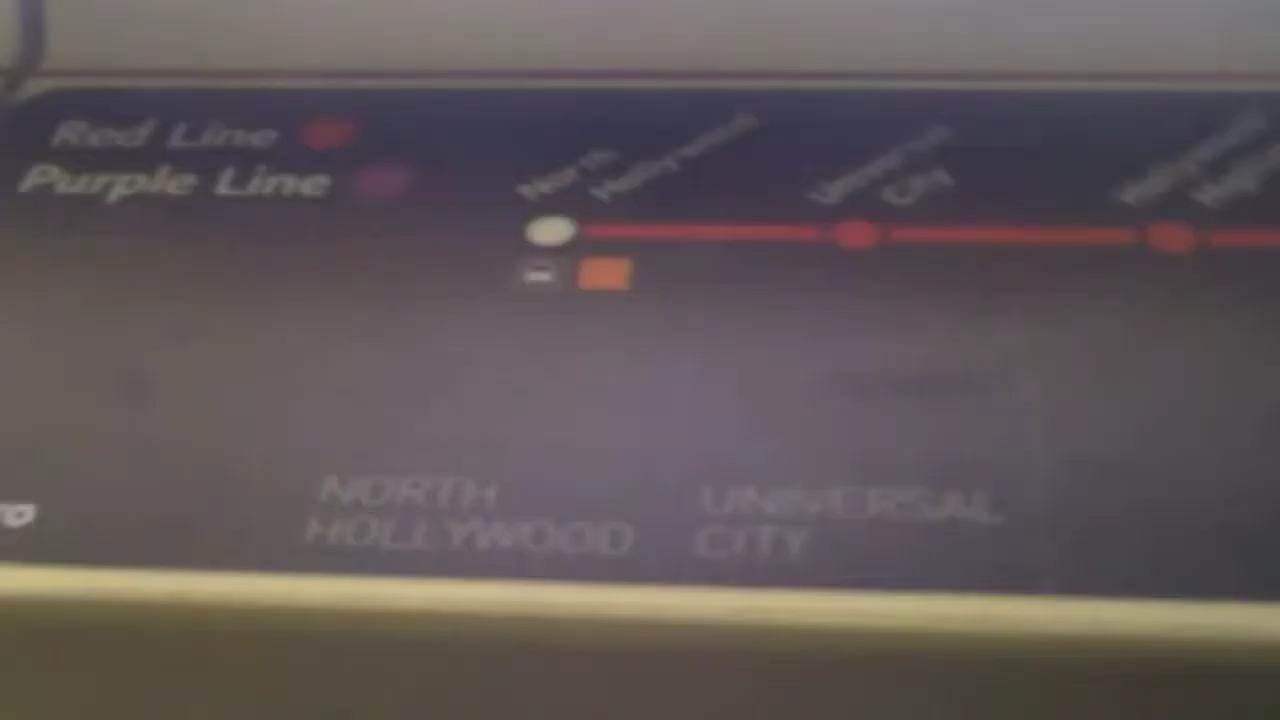 Red Line
Purple Line
North
Hollywood
Universal
City
NORTH
HOLLYWOOD
UNIVERSAL
CITY